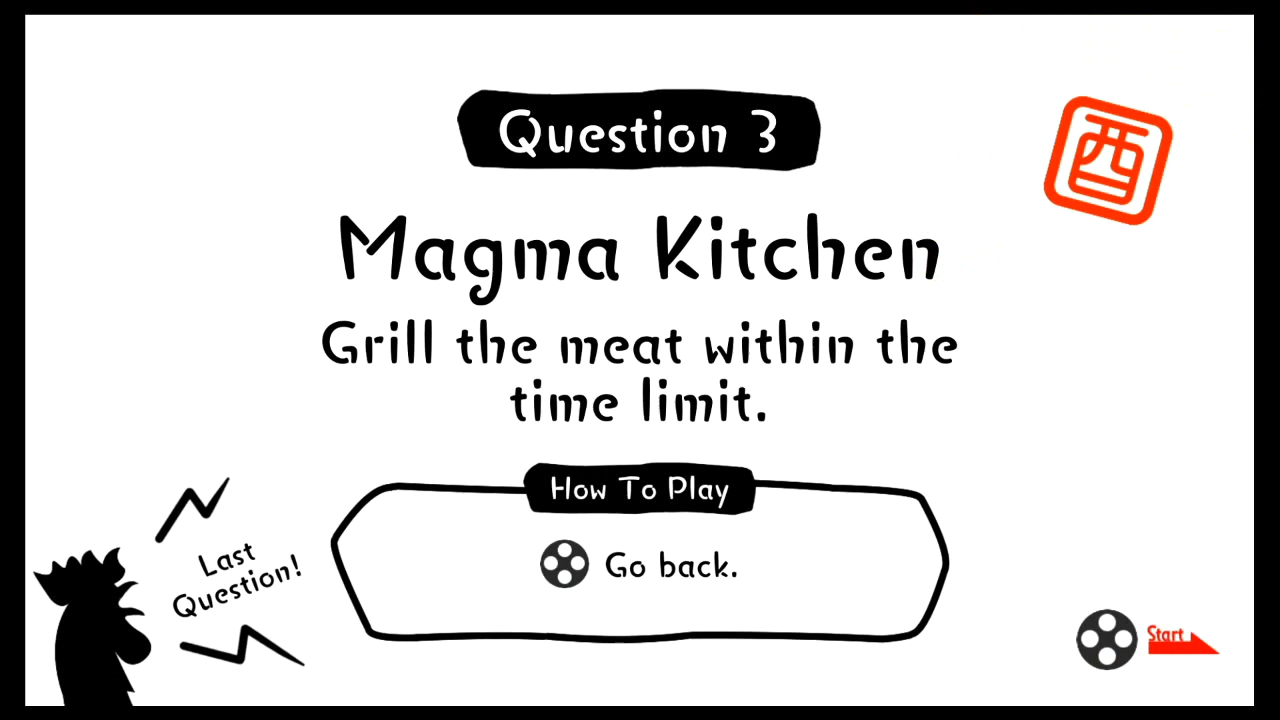 Question 3
酉
Magma Kitchen
Grill the meat within the
time limit.
How To Play
Go back.
Last
Question!
Start